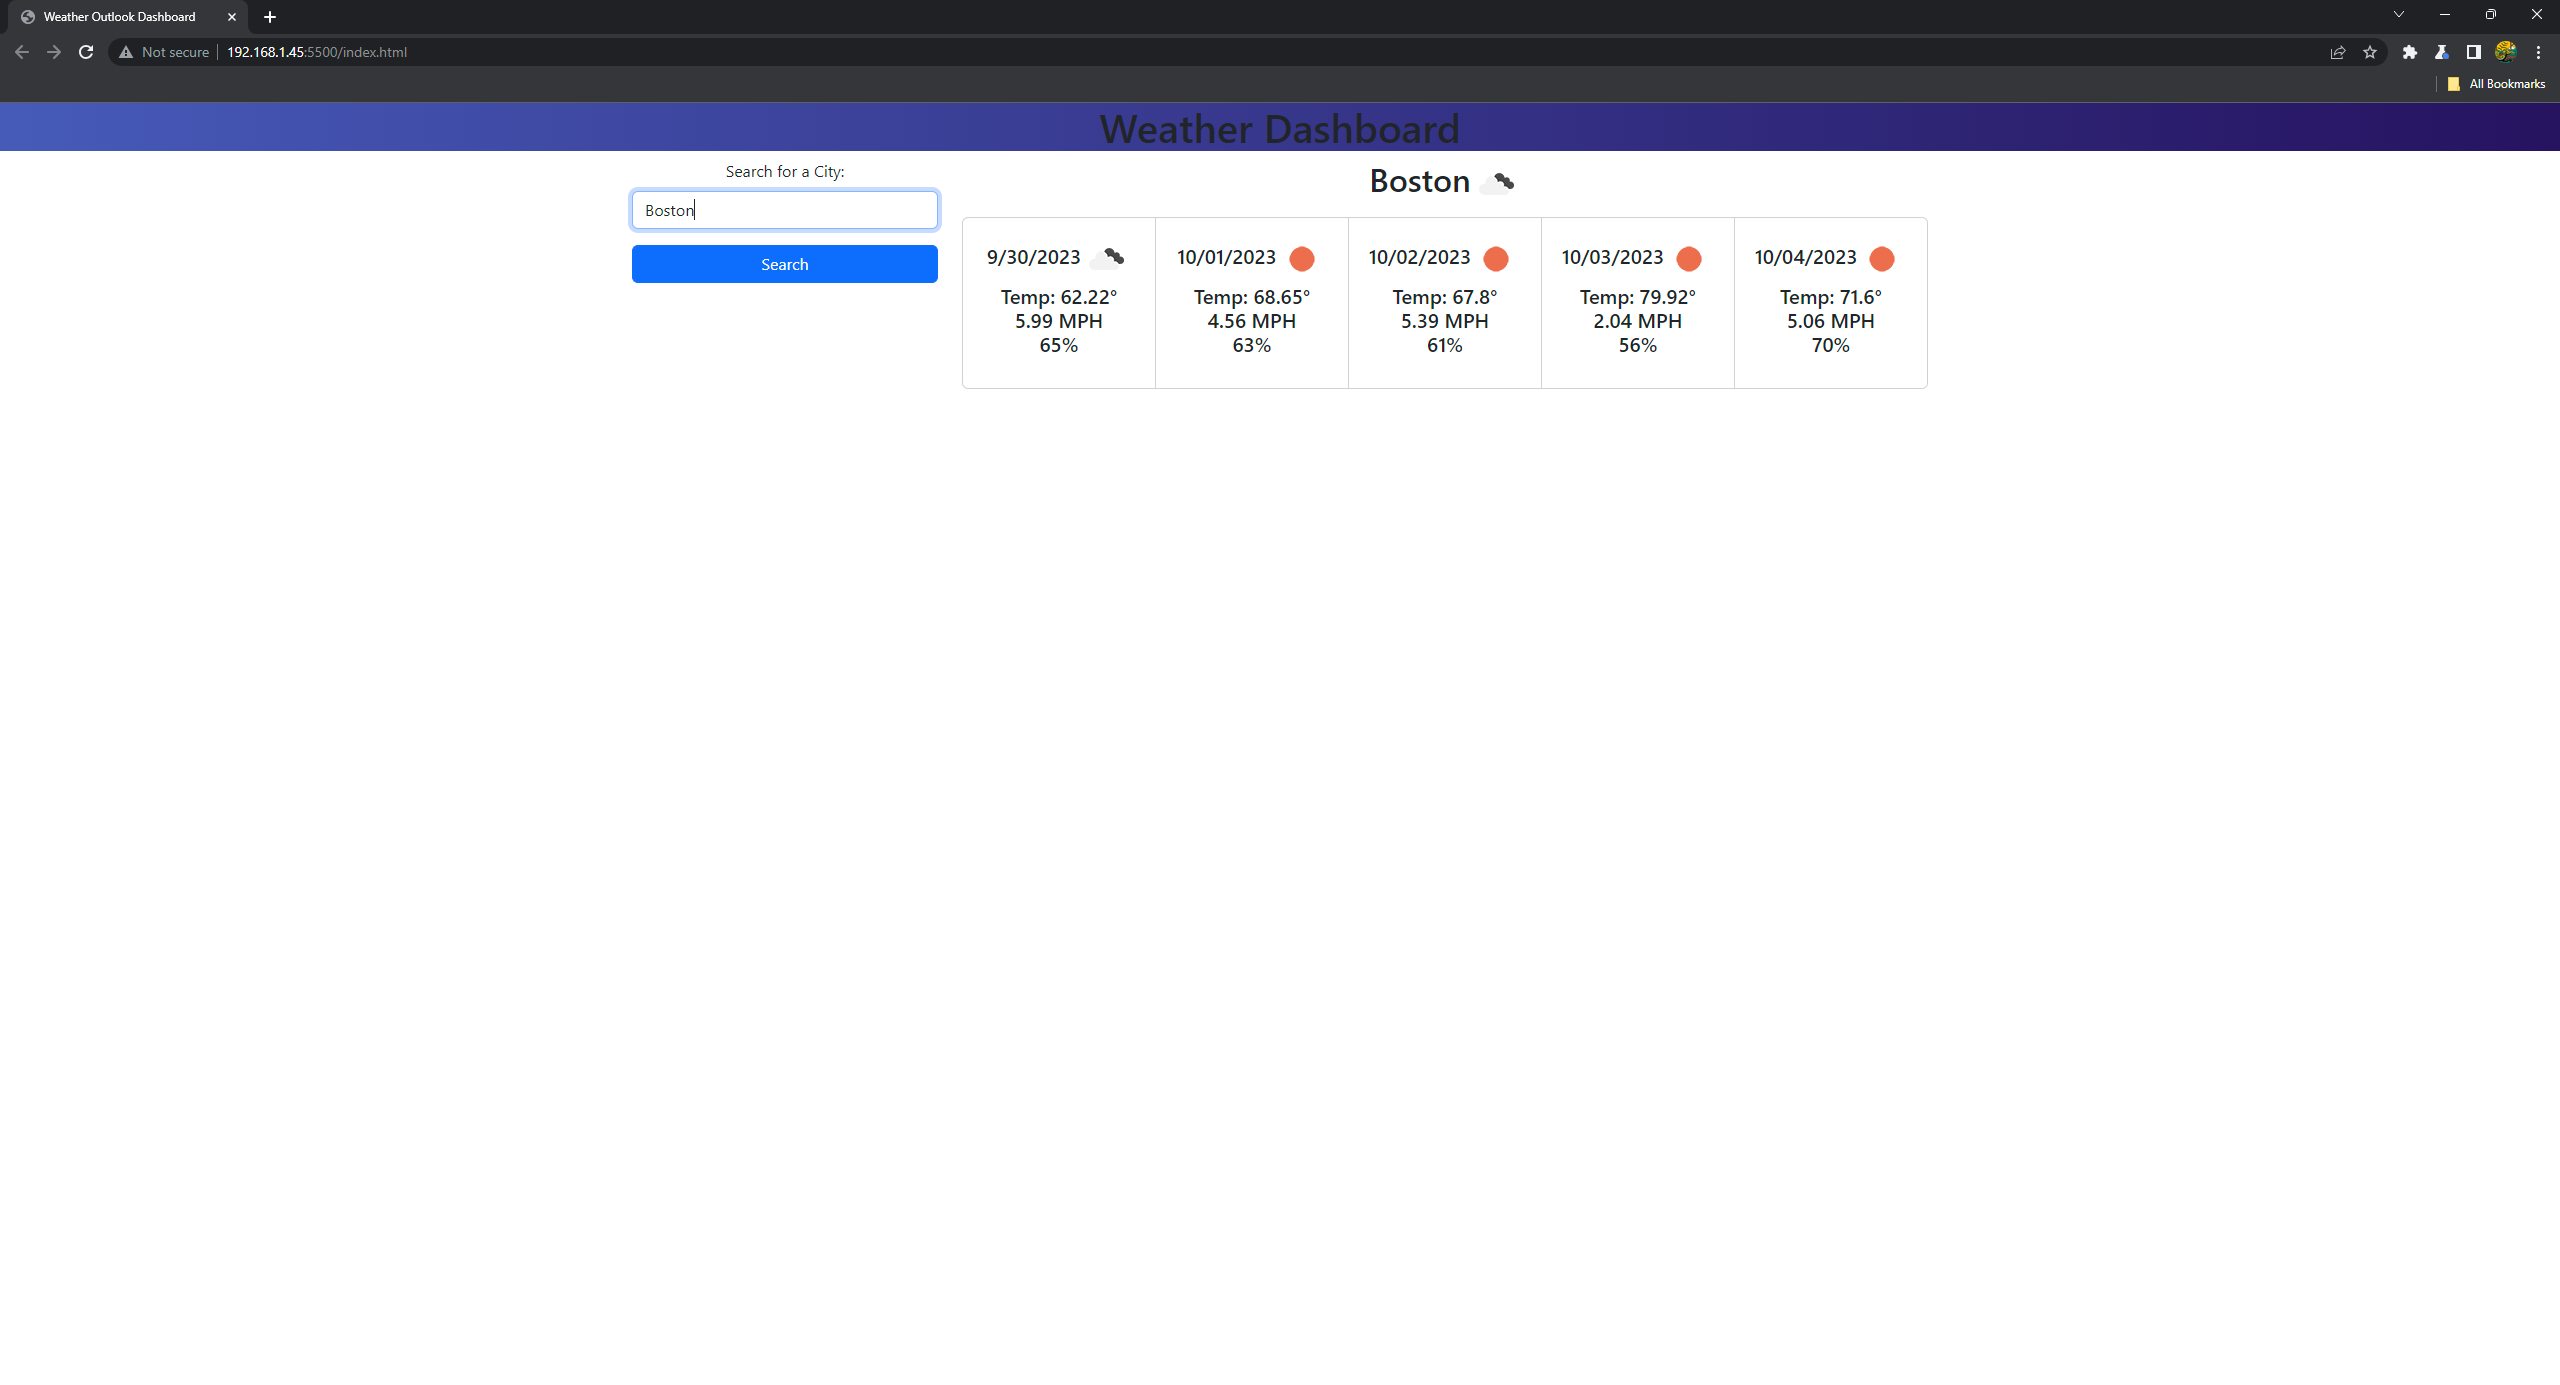 Weather Outlook Dashboard
Not secure 192.168.1.45:5500/index.html
All Bookmarks
Weather Dashboard
Search for a City:
Boston
Search
Boston
9/30/2023
Temp: 62.22°
5.99 MPH
65%
10/01/2023
Temp: 68.65°
4.56 MPH
63%
10/02/2023
Temp: 67.8°
5.39 MPH
61%
10/03/2023
Temp: 79.92°
2.04 MPH
56%
10/04/2023
Temp: 71.6°
5.06 MPH
70%